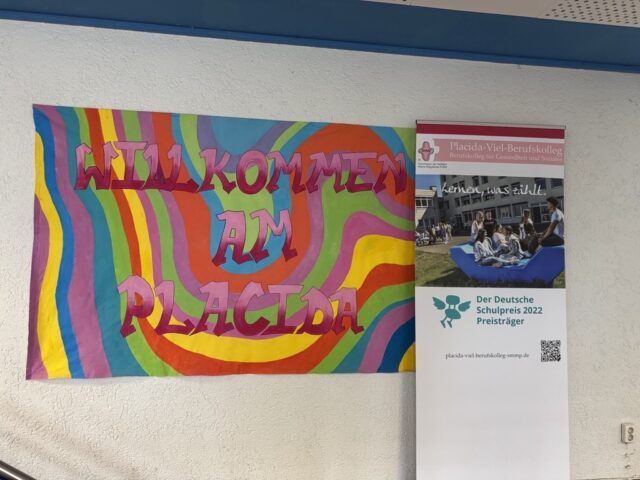 WILLKOMMEN
AM
PLACIDA
Placida-Viel-Berufskolleg
Berufskolleg für Gesundheit und Soziales
Lernen, was zählt.
Der Deutsche
Schulpreis 2022
Preisträger
placida-viel-berufskolleg-smmp.de